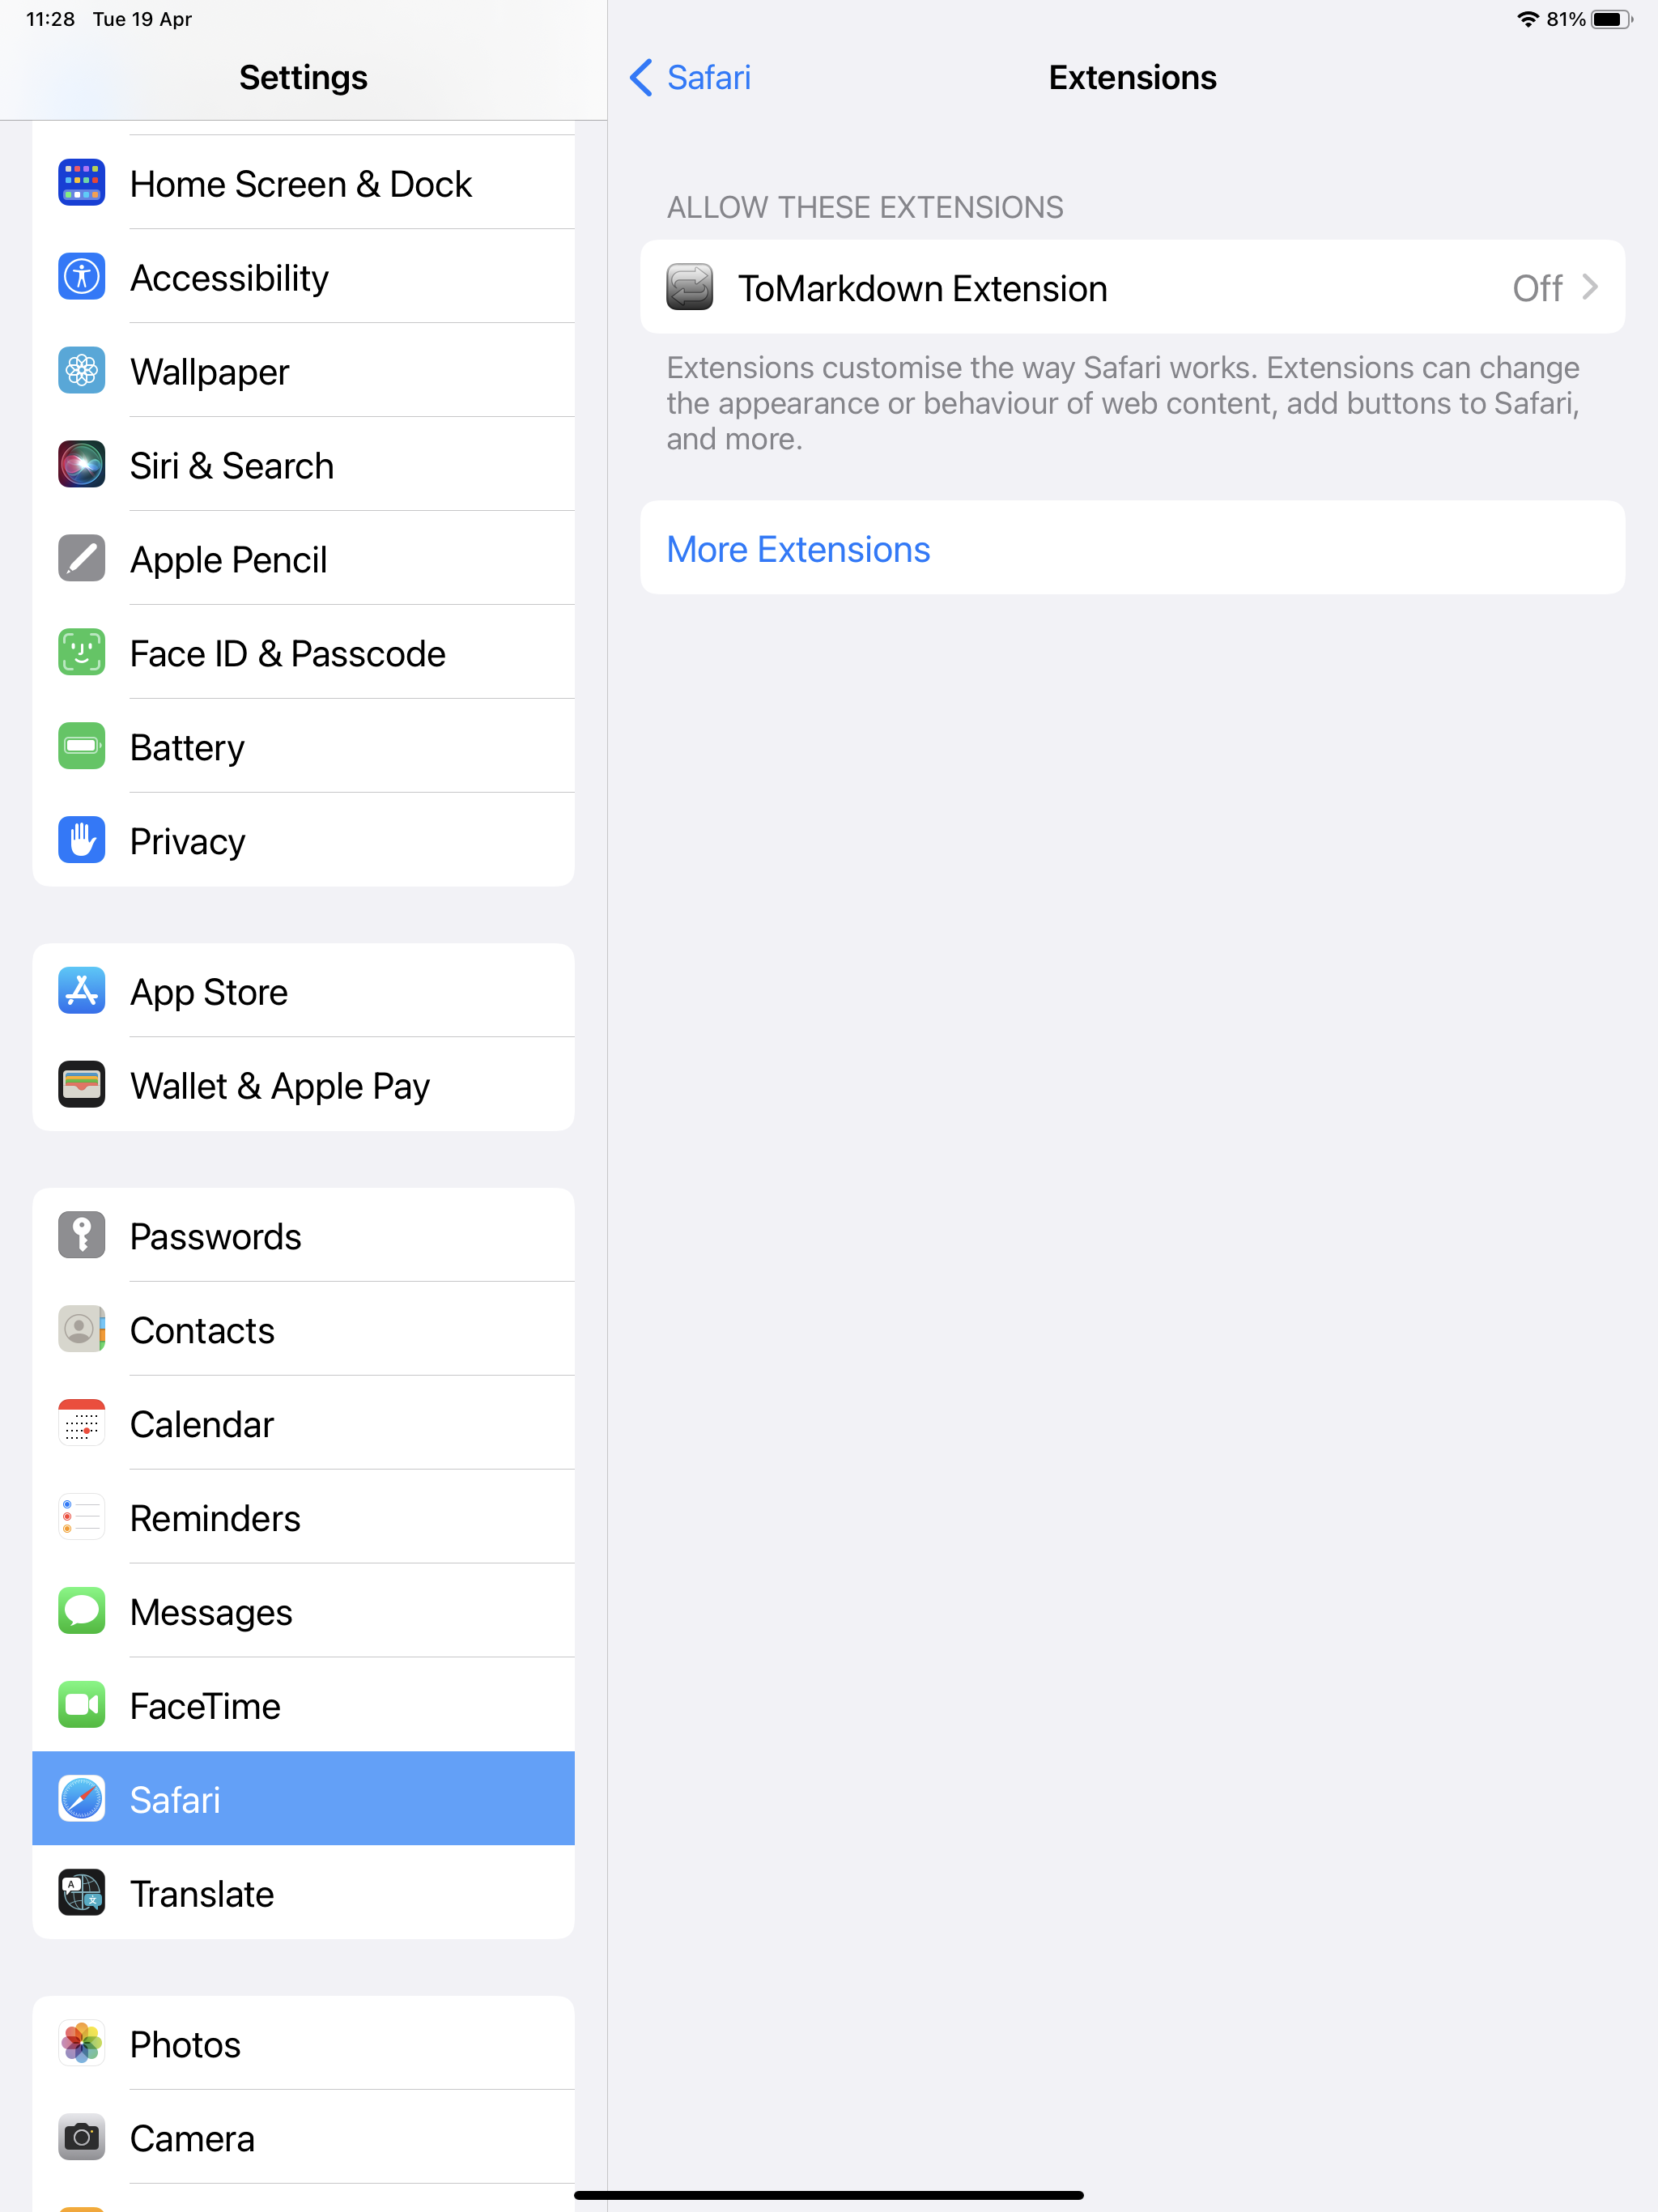 11:28 Tue 19 Apr
81%
Settings
Home Screen & Dock
Accessibility
Wallpaper
Siri & Search
Apple Pencil
Face ID & Passcode
Battery
Privacy
App Store
Wallet & Apple Pay
Passwords
Contacts
Calendar
Reminders
Messages
FaceTime
Safari
Translate
Photos
Camera
Safari
Extensions
ALLOW THESE EXTENSIONS
ToMarkdown Extension Off
Extensions customise the way Safari works. Extensions can change
the appearance or behaviour of web content, add buttons to Safari,
and more.
More Extensions